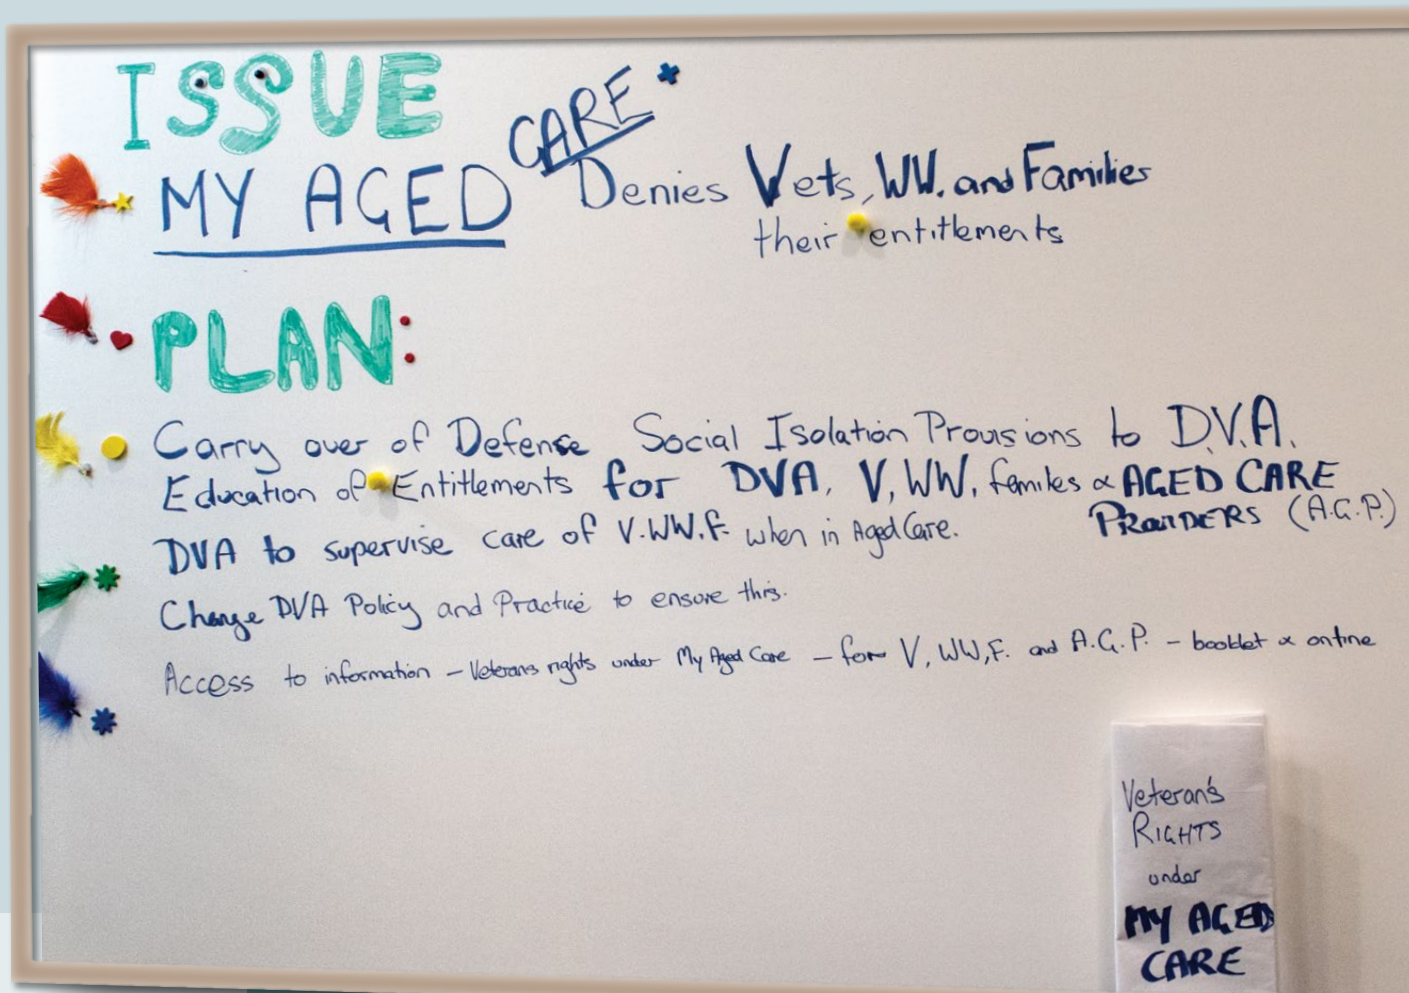 ISSUE
MY AGED CARE Denies Vets, WW. and Families
their entitlements
PLAN:
Carry over of Defense Social Isolation Provisions to D.V.A.
Education of Entitlements for DVA, V, WW, families & AGED CARE
PROVIDERS (A.C.P.)
DVA to supervise care of V.WW.F. when in Aged Care.
Change DVA Policy and Practice to ensure this.
Access to information – Veterans rights under My Aged Care – for V, WW, F. and A.C.P. – booklet & online
Veteran's
RIGHTS
under
MY AGED
CARE